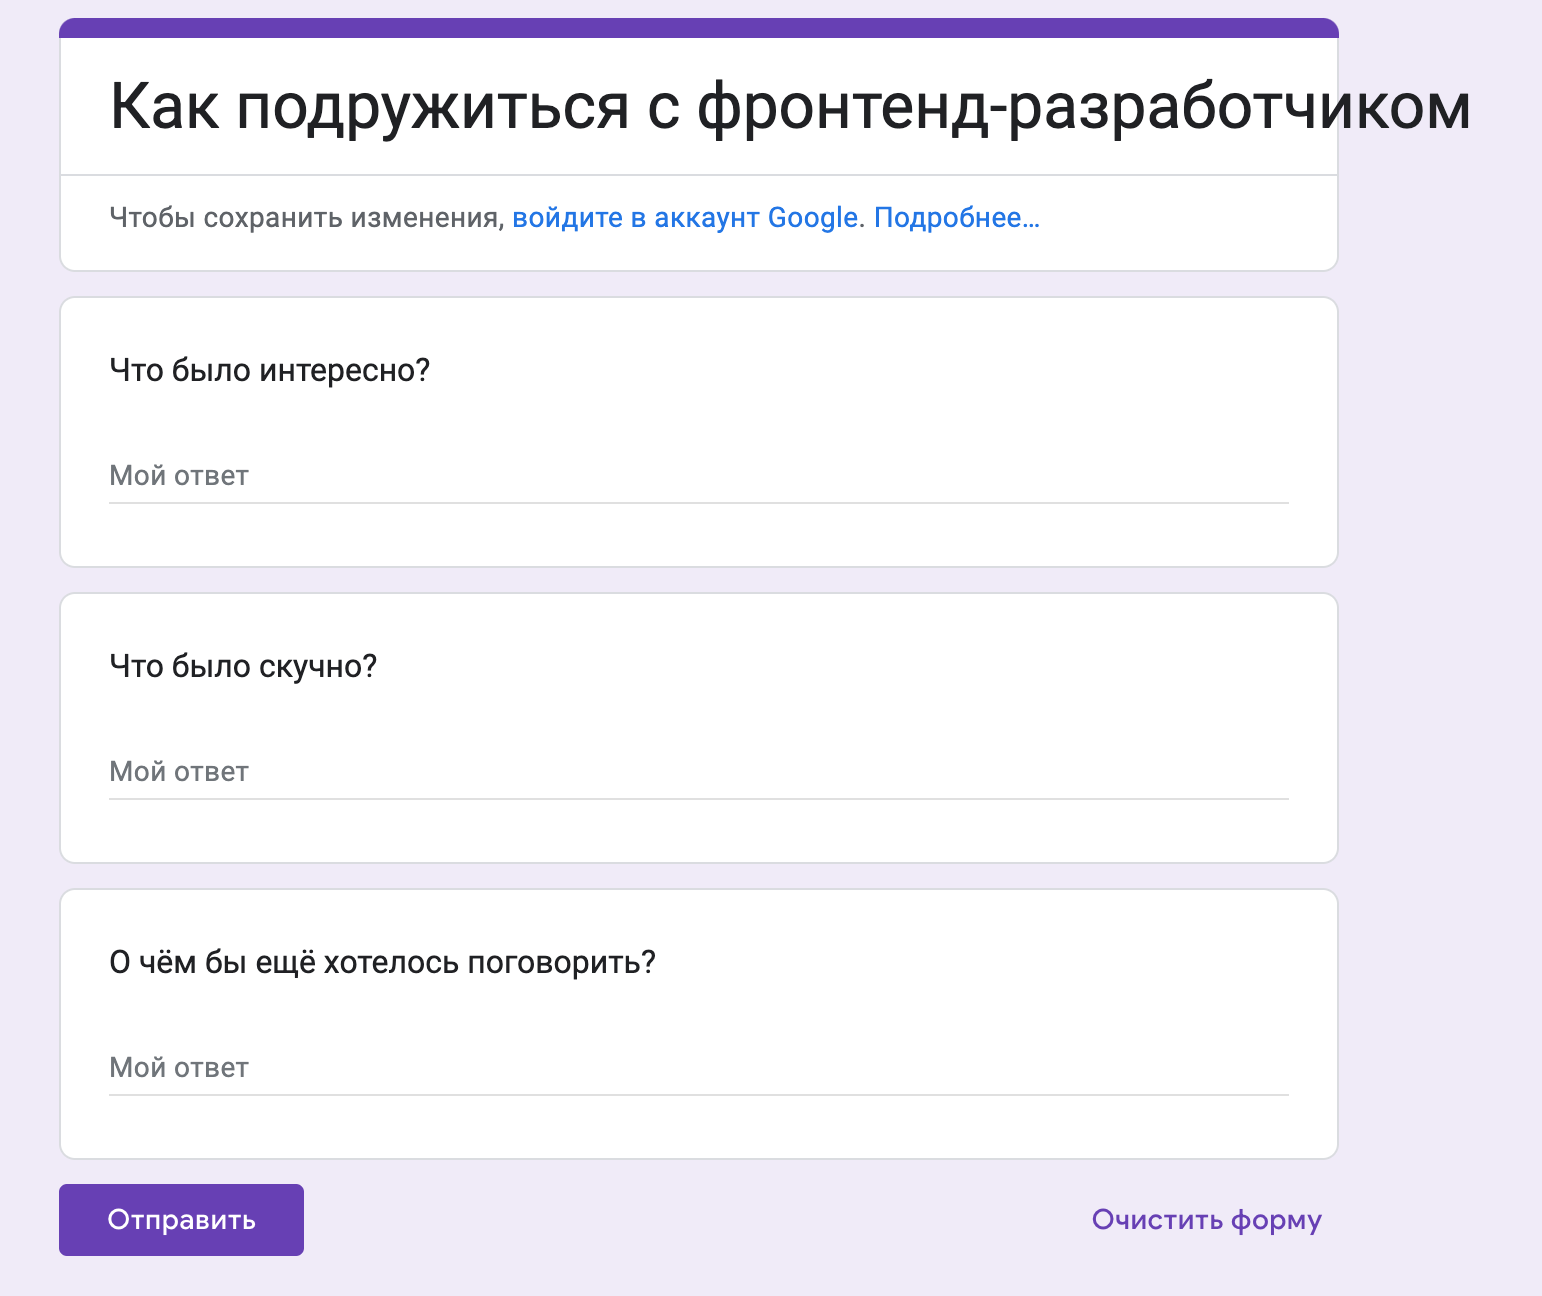 Как подружиться с фронтенд-разработчиком
Чтобы сохранить изменения, войдите в аккаунт Google. Подробнее…
Что было интересно?
Мой ответ
Что было скучно?
Мой ответ
О чём бы ещё хотелось поговорить?
Мой ответ
Отправить
Очистить форму